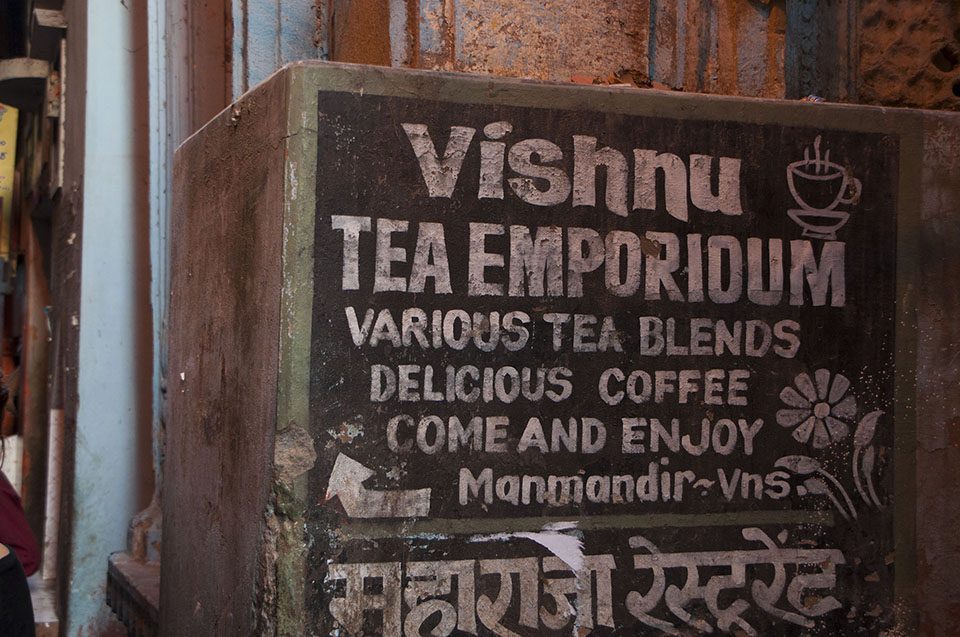 Vishnu
TEA EMPORIOUM
VARIOUS TEA BLENDS
DELICIOUS COFFEE
COME AND ENJOY
Manmandir~Vns.
महाराजा रेस्टूरेंट